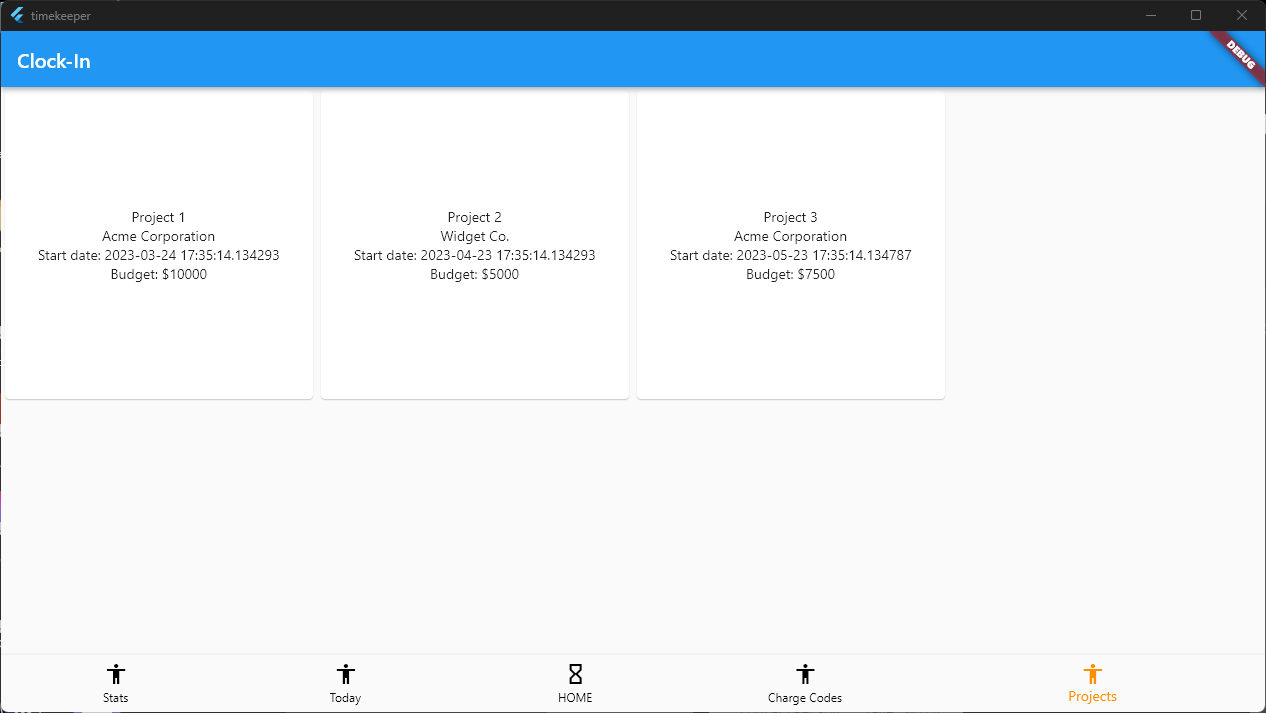 timekeeper
Clock-In
DEBUG
Project 1
Acme Corporation
Start date: 2023-03-24 17:35:14.134293
Budget: $10000
Project 2
Widget Co.
Start date: 2023-04-23 17:35:14.134293
Budget: $5000
Project 3
Acme Corporation
Start date: 2023-05-23 17:35:14.134787
Budget: $7500
Stats
Today
HOME
Charge Codes
Projects